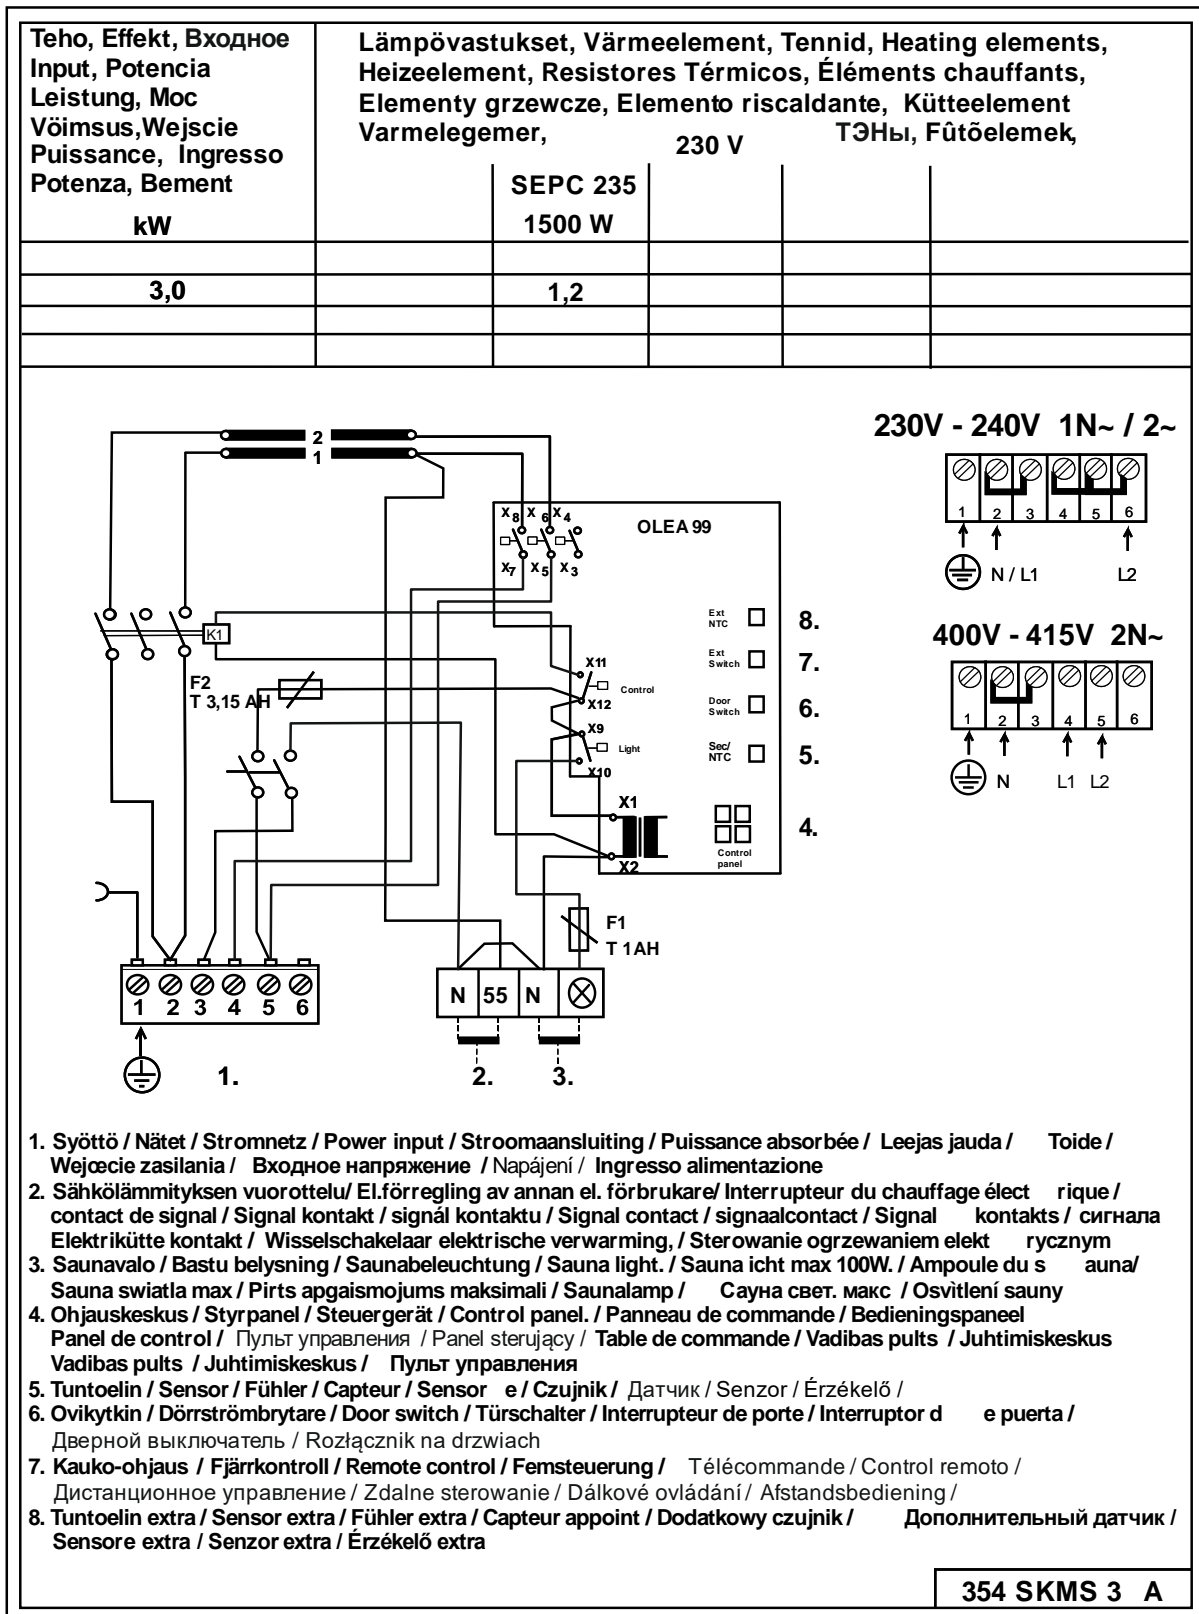 Teho, Effekt, Входное
Input, Potencia
Leistung, Moc
Vöimsus,Wejscie
Puissance, Ingresso
Potenza, Bement
kW
Lämpövastukset, Värmeelement, Tennid, Heating elements,
Heizeelement, Resistores Térmicos, Éléments chauffants,
Elementy grzewcze, Elemento riscaldante, Kütteelement
Varmelegemer, 230 V ТЭНы, Fûtõelemek,
SEPC 235
1500 W
3,0 1,2
2
1
X8 X6 X4
OLEA 99
X7 X5 X3
K1
F2
T 3,15 AH
X11
Control
X12
X9
Light
X10
X1
X2
Ext
NTC
8.
Ext
Switch
7.
Door
Switch
6.
Sec/
NTC
5.
4.
Control
panel
F1
T 1AH
N 55 N
1 2 3 4 5 6
1.
2.
3.
230V - 240V 1N~ / 2~
1 2 3 4 5 6
N / L1 L2
400V - 415V 2N~
1 2 3 4 5 6
N L1 L2
1. Syöttö / Nätet / Stromnetz / Power input / Stroomaansluiting / Puissance absorbée / Leejas jauda / Toide /
Wejœcie zasilania / Входное напряжение / Napájení / Ingresso alimentazione
2. Sähkölämmityksen vuorottelu/ El.förregling av annan el. förbrukare/ Interrupteur du chauffage élect rique /
contact de signal / Signal kontakt / signál kontaktu / Signal contact / signaalcontact / Signal kontakts / сигнала
Elektrikütte kontakt / Wisselschakelaar elektrische verwarming, / Sterowanie ogrzewaniem elekt rycznym
3. Saunavalo / Bastu belysning / Saunabeleuchtung / Sauna light. / Sauna icht max 100W. / Ampoule du s auna/
Sauna swiatla max / Pirts apgaismojums maksimali / Saunalamp / Сауна свет. макс / Osvìtlení sauny
4. Ohjauskeskus / Styrpanel / Steuergerät / Control panel. / Panneau de commande / Bedieningspaneel
Panel de control / Пульт управления / Panel sterujący / Table de commande / Vadibas pults / Juhtimiskeskus
Vadibas pults / Juhtimiskeskus / Пульт управления
5. Tuntoelin / Sensor / Fühler / Capteur / Sensor e / Czujnik / Датчик / Senzor / Érzékelő /
6. Ovikytkin / Dörrströmbrytare / Door switch / Türschalter / Interrupteur de porte / Interruptor d e puerta /
Дверной выключатель / Rozłącznik na drzwiach
7. Kauko-ohjaus / Fjärrkontroll / Remote control / Femsteuerung / Télécommande / Control remoto /
Дистанционное управление / Zdalne sterowanie / Dálkové ovládání / Afstandsbediening /
8. Tuntoelin extra / Sensor extra / Fühler extra / Capteur appoint / Dodatkowy czujnik / Дополнительный датчик /
Sensore extra / Senzor extra / Érzékelő extra
354 SKMS 3 A